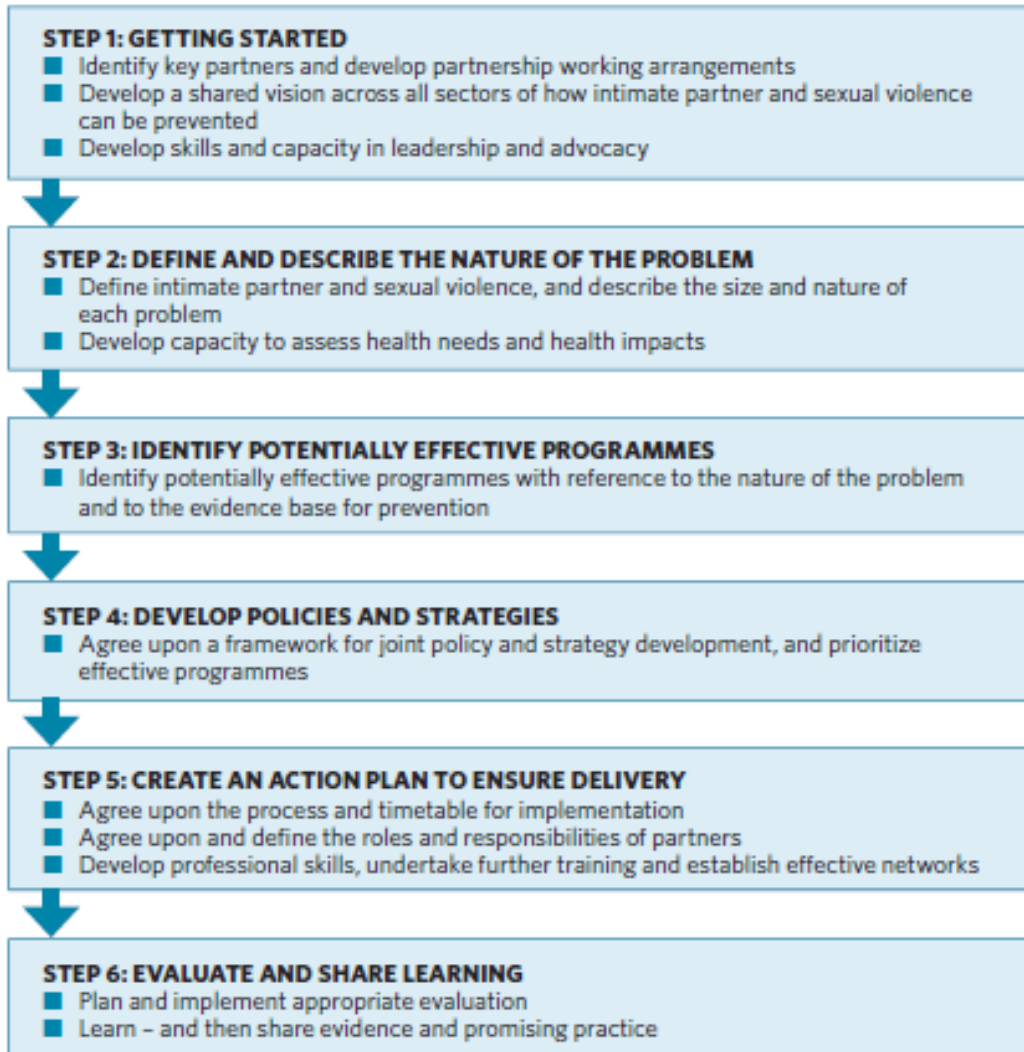 STEP 1: GETTING STARTED
■ Identify key partners and develop partnership working arrangements
■ Develop a shared vision across all sectors of how intimate partner and sexual violence
can be prevented
■ Develop skills and capacity in leadership and advocacy
STEP 2: DEFINE AND DESCRIBE THE NATURE OF THE PROBLEM
■ Define intimate partner and sexual violence, and describe the size and nature of
each problem
■ Develop capacity to assess health needs and health impacts
STEP 3: IDENTIFY POTENTIALLY EFFECTIVE PROGRAMMES
■ Identify potentially effective programmes with reference to the nature of the problem
and to the evidence base for prevention
STEP 4: DEVELOP POLICIES AND STRATEGIES
■ Agree upon a framework for joint policy and strategy development, and prioritize
effective programmes
STEP 5: CREATE AN ACTION PLAN TO ENSURE DELIVERY
■ Agree upon the process and timetable for implementation
■ Agree upon and define the roles and responsibilities of partners
■ Develop professional skills, undertake further training and establish effective networks
STEP 6: EVALUATE AND SHARE LEARNING
■ Plan and implement appropriate evaluation
■ Learn – and then share evidence and promising practice